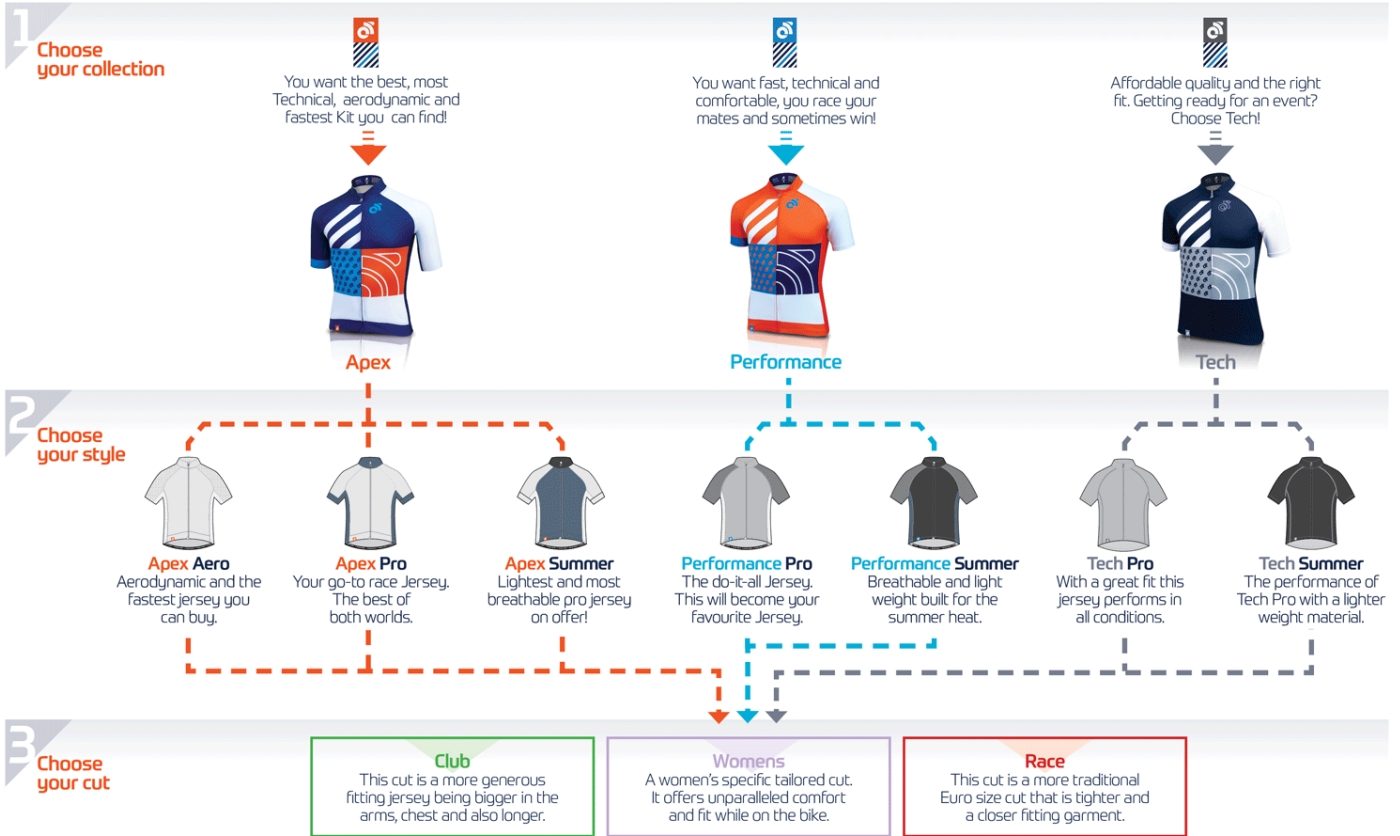 1
Choose
your collection
You want the best, most
Technical, aerodynamic and
fastest Kit you can find!
You want fast, technical and
comfortable, you race your
mates and sometimes win!
Affordable quality and the right
fit. Getting ready for an event?
Choose Tech!
Apex
Performance
Tech
2
Choose
your style
Apex Aero
Aerodynamic and the
fastest jersey you
can buy.
Apex Pro
Your go-to race Jersey.
The best of
both worlds.
Apex Summer
Lightest and most
breathable pro jersey
on offer!
Performance Pro
The do-it-all Jersey.
This will become your
favourite Jersey.
Performance Summer
Breathable and light
weight built for the
summer heat.
Tech Pro
With a great fit this
jersey performs in
all conditions.
Tech Summer
The performance of
Tech Pro with a lighter
weight material.
3
Choose
your cut
Club
This cut is a more generous
fitting jersey being bigger in the
arms, chest and also longer.
Womens
A women's specific tailored cut.
It offers unparalleled comfort
and fit while on the bike.
Race
This cut is a more traditional
Euro size cut that is tighter and
a closer fitting garment.